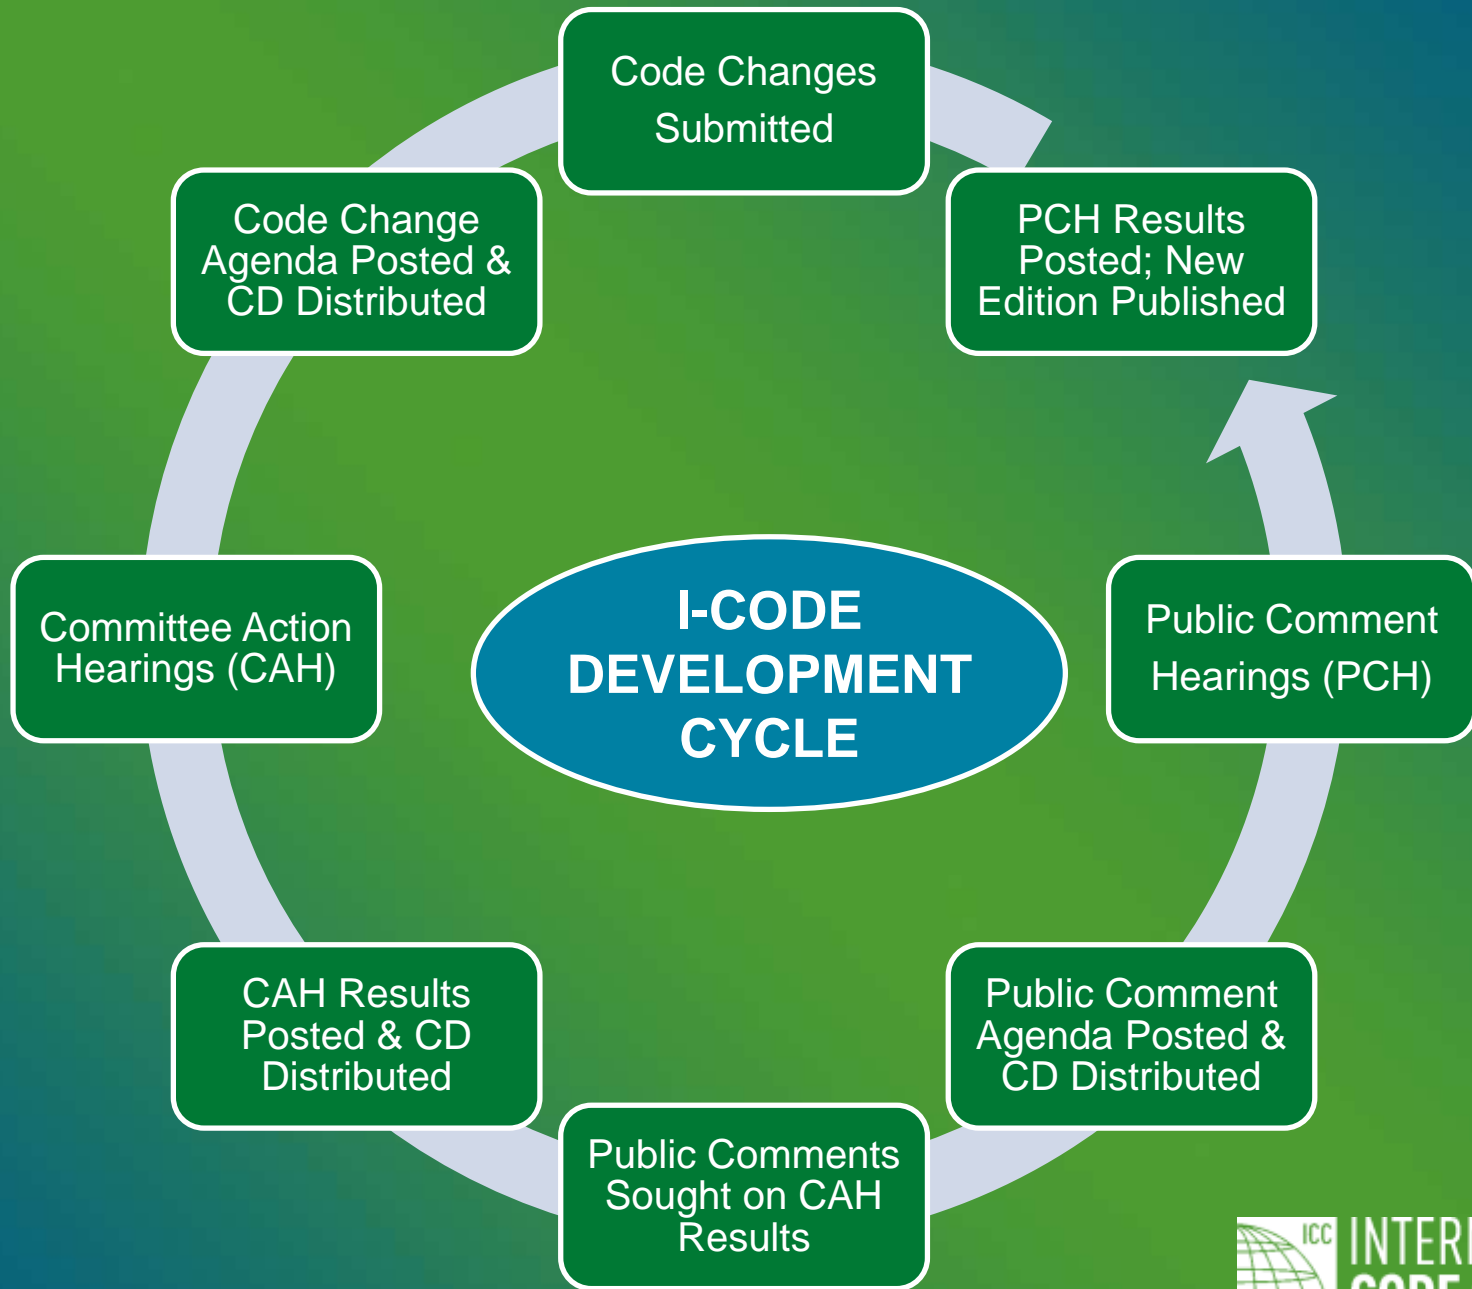 Code Changes
Submitted
Code Change
Agenda Posted &
CD Distributed
PCH Results
Posted; New
Edition Published
Committee Action
Hearings (CAH)
I-CODE
DEVELOPMENT
CYCLE
Public Comment
Hearings (PCH)
CAH Results
Posted & CD
Distributed
Public Comment
Agenda Posted &
CD Distributed
Public Comments
Sought on CAH
Results
ICC